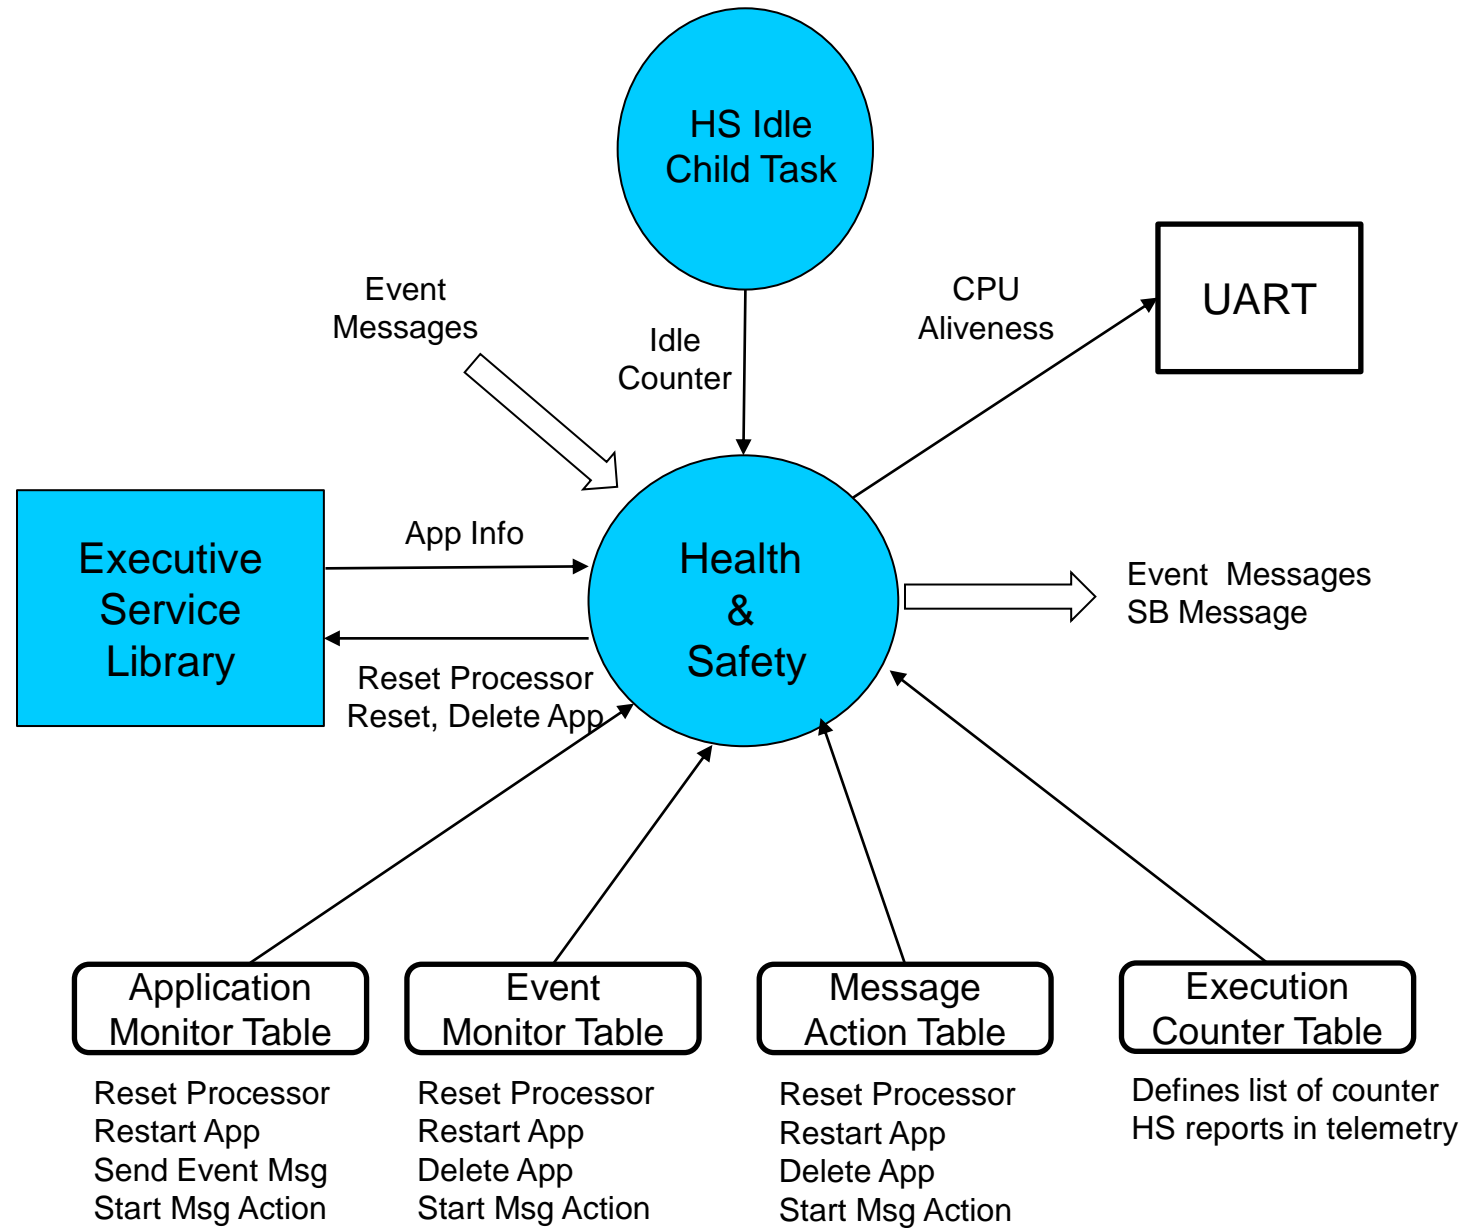 HS Idle
Child Task
Event
Messages
Idle
Counter
CPU
Aliveness
UART
Executive
Service
Library
App Info
Reset Processor
Reset, Delete App
Health
&
Safety
Event  Messages
SB Message
Application
Monitor Table
Reset Processor
Restart App
Send Event Msg
Start Msg Action
Event
Monitor Table
Reset Processor
Restart App
Delete App
Start Msg Action
Message
Action Table
Reset Processor
Restart App
Delete App
Start Msg Action
Execution
Counter Table
Defines list of counter
HS reports in telemetry